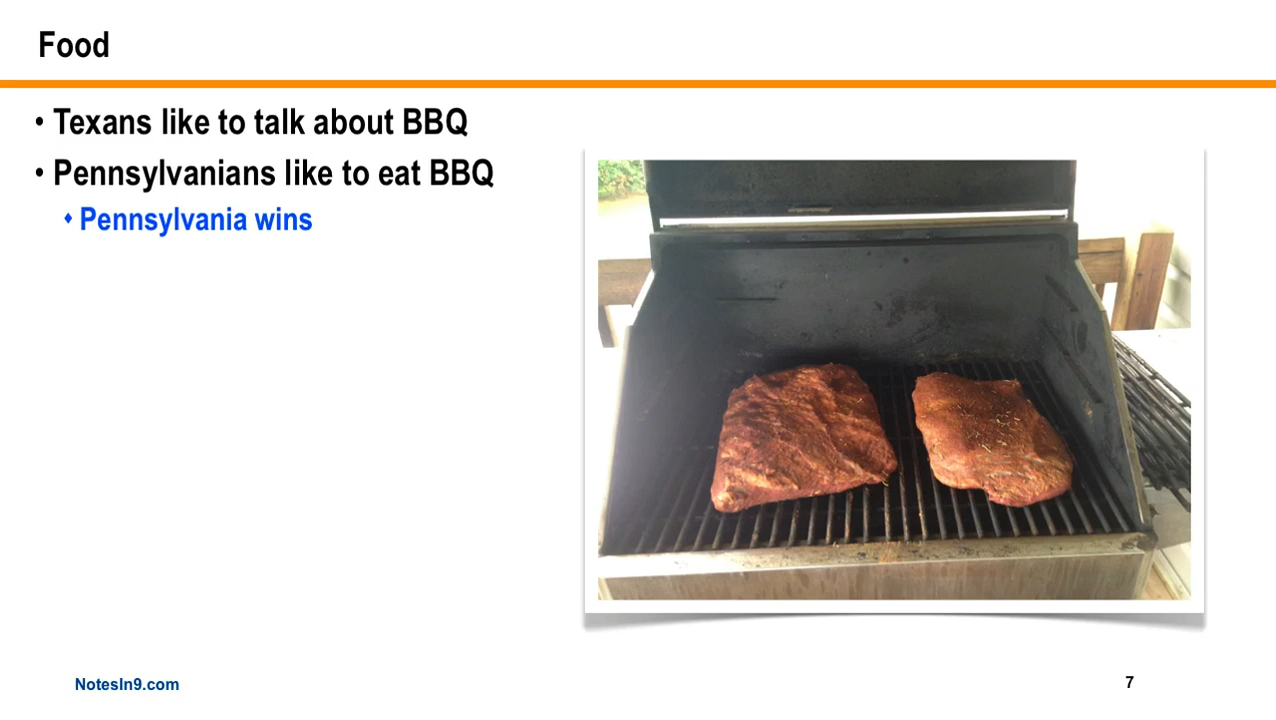 Food
• Texans like to talk about BBQ
• Pennsylvanians like to eat BBQ
♦ Pennsylvania wins
NotesIn9.com
7